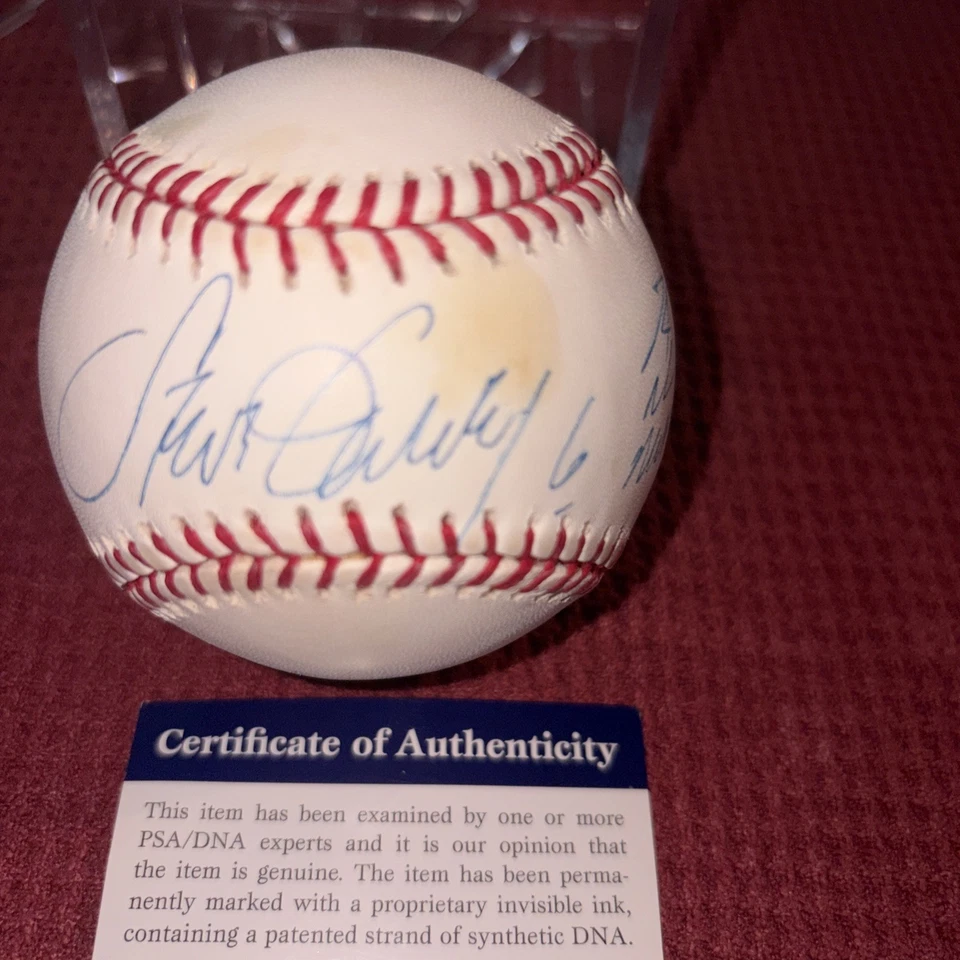 Steve Garvey 6
Certificate of Authenticity
This item has been examined by one or more
PSA/DNA experts and it is our opinion that
the item is genuine. The item has been perma-
nently marked with a proprietary invisible ink,
containing a patented strand of synthetic DNA.